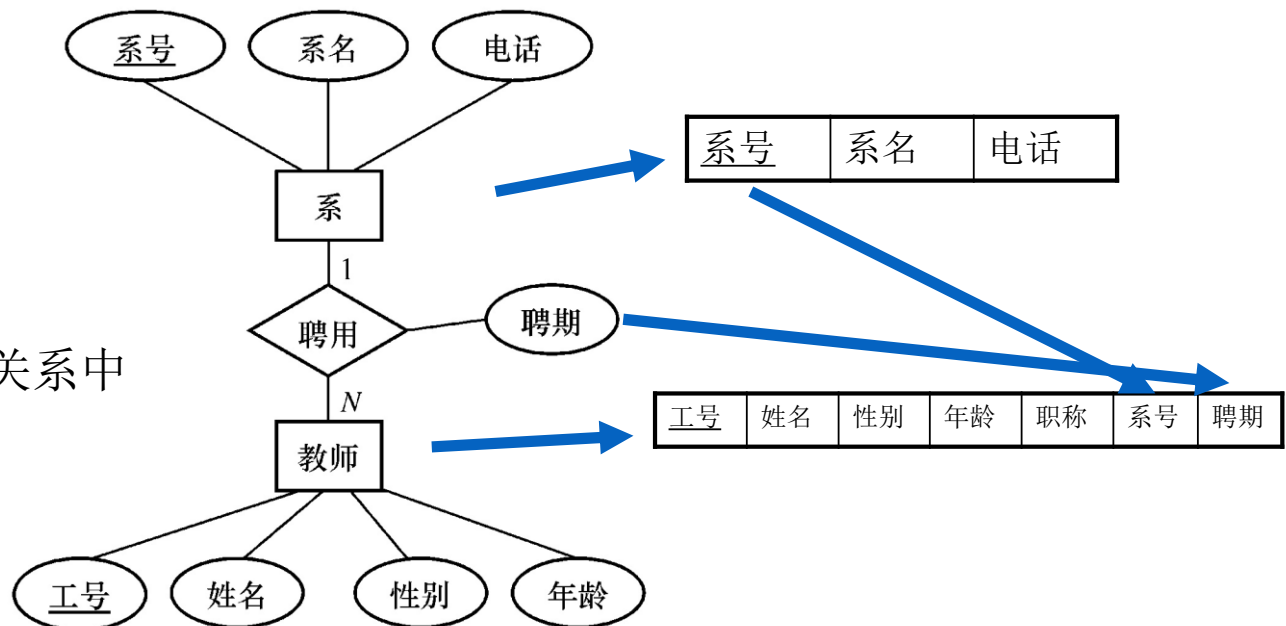 系号 系名 电话
系号 系名 电话
系
1
聘用 聘期
关系中
N
工号 姓名 性别 年龄 职称 系号 聘期
教师
工号 姓名 性别 年龄